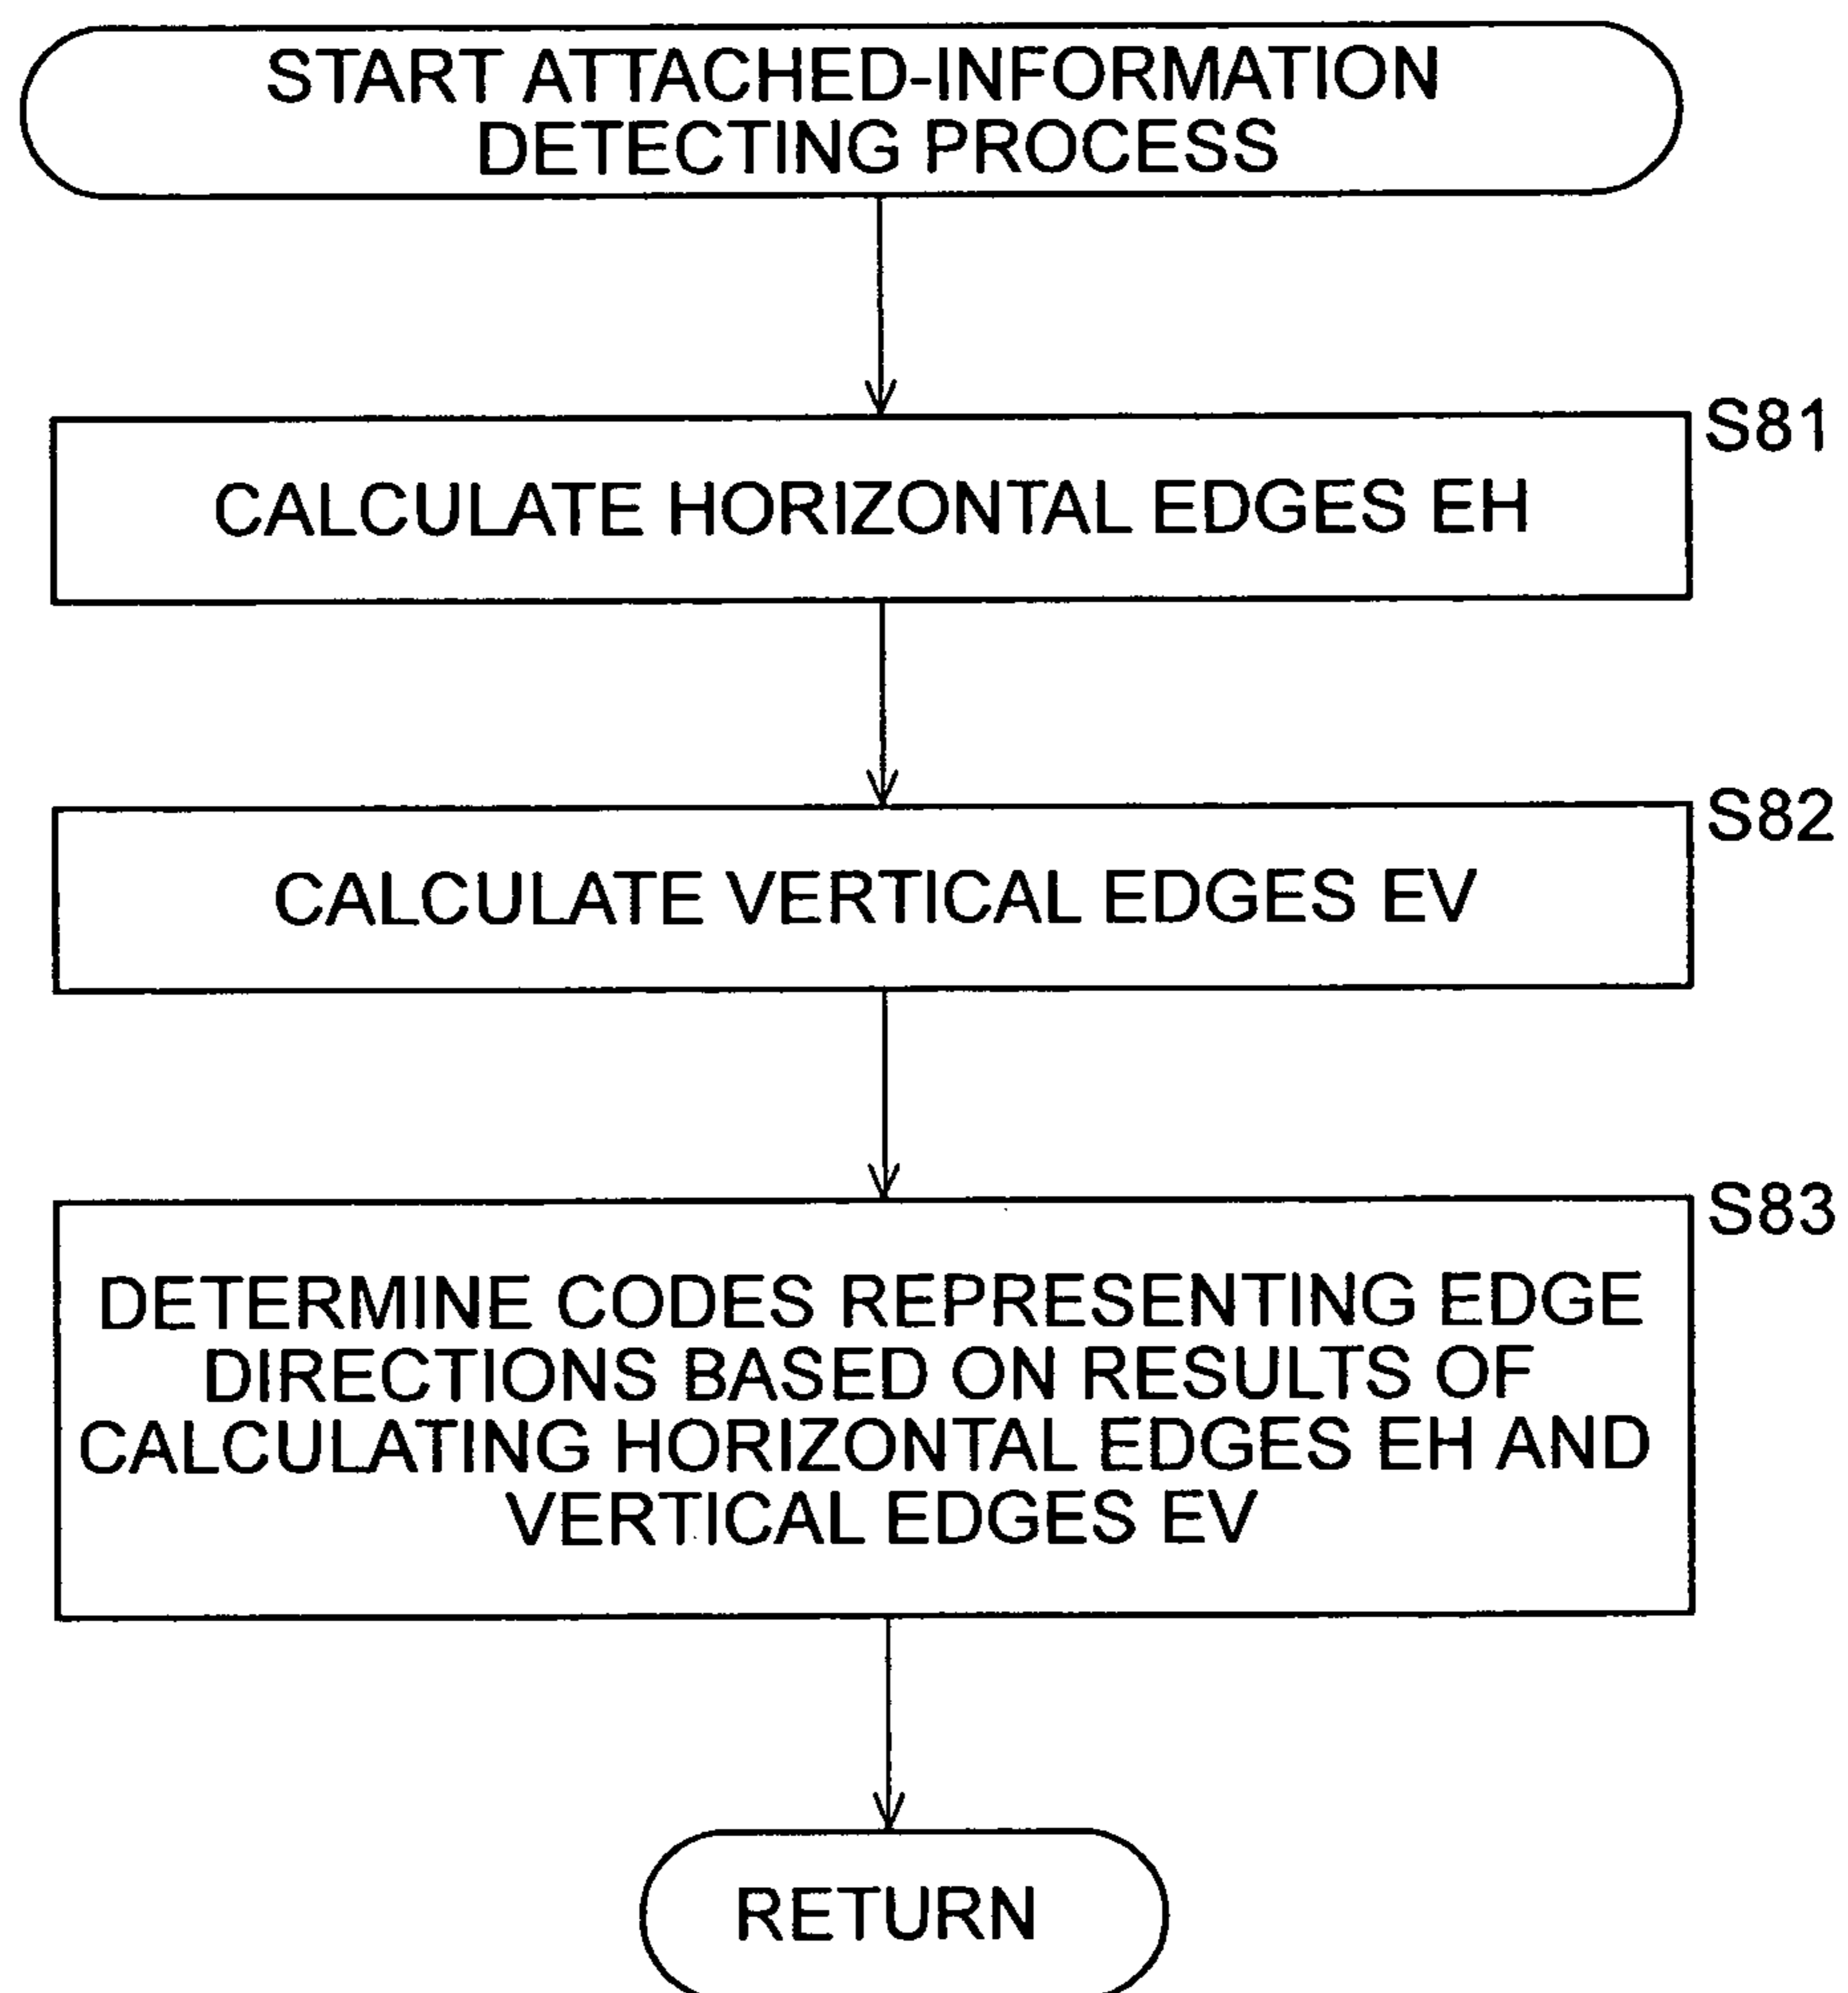 START ATTACHED-INFORMATION
DETECTING PROCESS
S81
CALCULATE HORIZONTAL EDGES EH
S82
CALCULATE VERTICAL EDGES EV
S83
DETERMINE CODES REPRESENTING EDGE
DIRECTIONS BASED ON RESULTS OF
CALCULATING HORIZONTAL EDGES EH AND
VERTICAL EDGES EV
RETURN